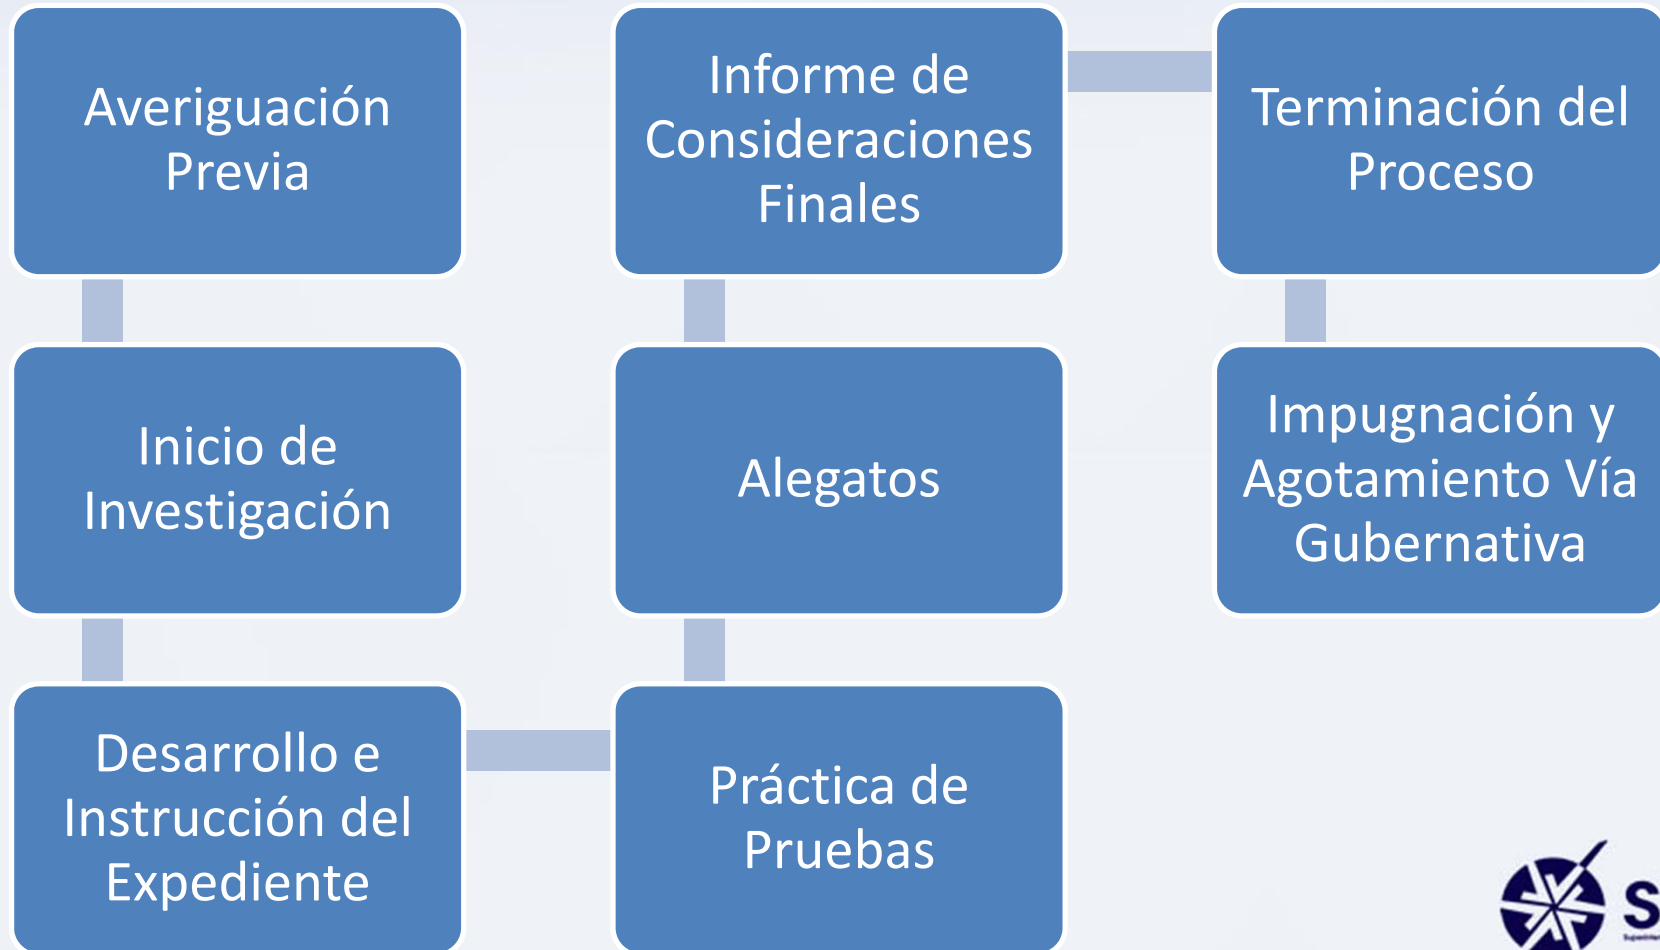 Averiguación
Previa
Inicio de
Investigación
Desarrollo e
Instrucción del
Expediente
Práctica de
Pruebas
Alegatos
Informe de
Consideraciones
Finales
Terminación del
Proceso
Impugnación y
Agotamiento Vía
Gubernativa
S